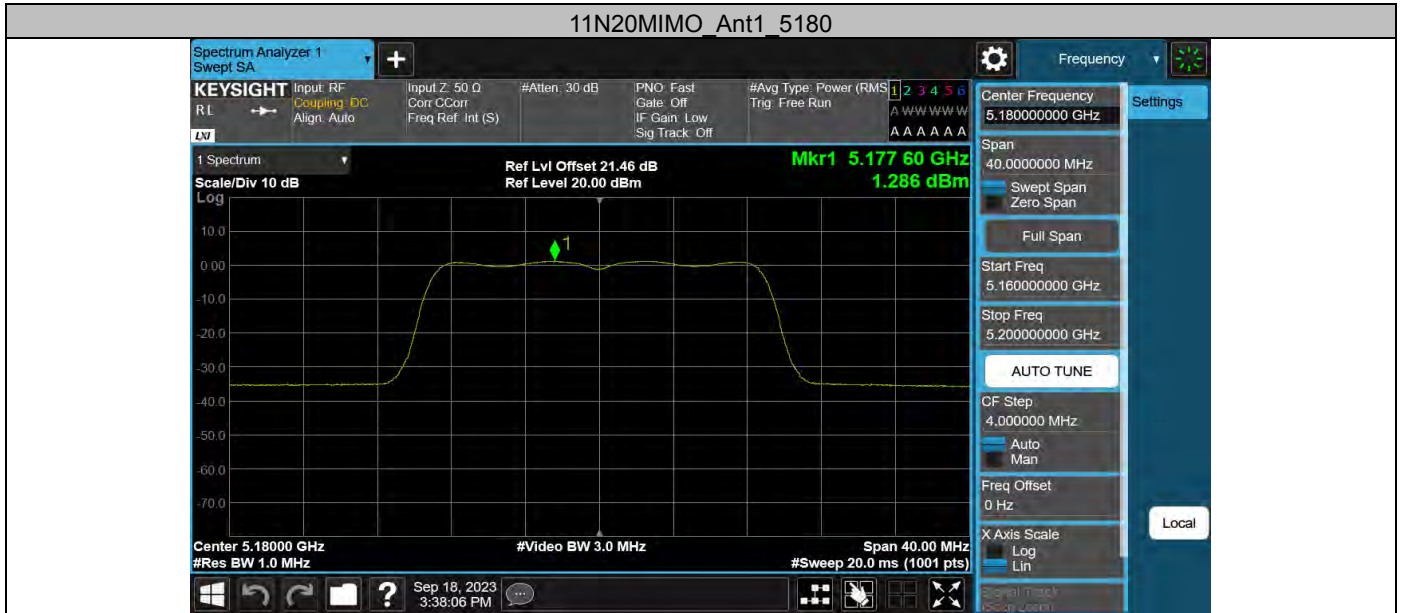 11N20MIMO_Ant1_5180
Spectrum Analyzer 1
Swept SA
Frequency
KEYSIGHT
RL
LXI
Input: RF
Coupling: DC
Align: Auto
Input Z: 50 Ω
Corr CCorr
Freq Ref: Int (S)
#Atten: 30 dB
PNO: Fast
Gate: Off
IF Gain: Low
Sig Track: Off
#Avg Type: Power (RMS
Trig: Free Run
1 2 3 4 5 6
A W W W W W
A A A A A A
Center Frequency
5.180000000 GHz
Settings
1 Spectrum
Scale/Div 10 dB
Ref Lvl Offset 21.46 dB
Ref Level 20.00 dBm
Mkr1 5.177 60 GHz
1.286 dBm
Span
40.0000000 MHz
Swept Span
Zero Span
Full Span
Start Freq
5.160000000 GHz
Stop Freq
5.200000000 GHz
AUTO TUNE
CF Step
4.000000 MHz
Auto
Man
Freq Offset
0 Hz
X Axis Scale
Log
Lin
Local
Log
10.0
0.00
-10.0
-20.0
-30.0
-40.0
-50.0
-60.0
-70.0
1
Center 5.18000 GHz
#Res BW 1.0 MHz
#Video BW 3.0 MHz
Span 40.00 MHz
#Sweep 20.0 ms (1001 pts)
?
Sep 18, 2023
3:38:06 PM